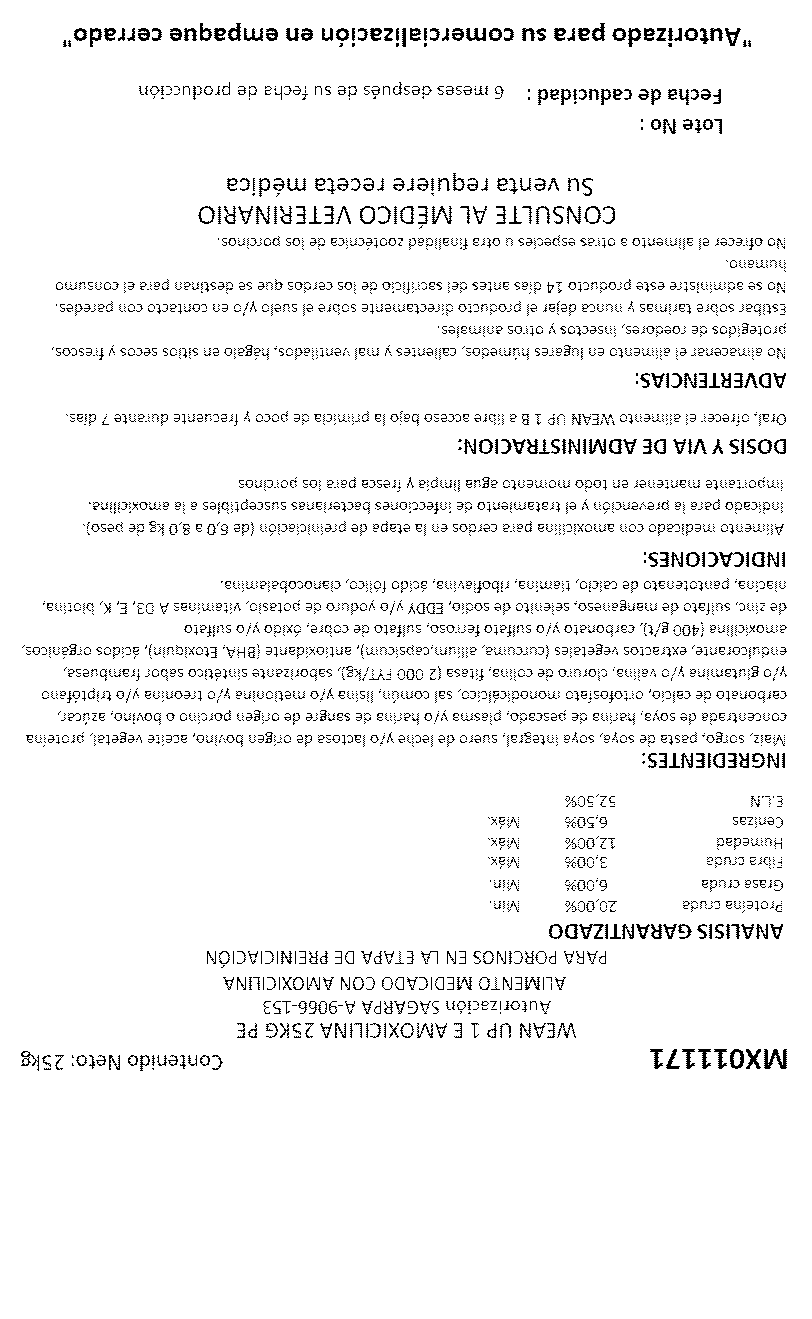 MX011171 Contenido Neto: 25kg
WEAN UP 1 E AMOXICILINA 25KG PE
Autorización SAGARPA A-9066-153
ALIMENTO MEDICADO CON AMOXICILINA
PARA PORCINOS EN LA ETAPA DE PREINICIACIÓN
ANALISIS GARANTIZADO
Proteína cruda 20,00% Min.
Grasa cruda 6,00% Min.
Fibra cruda 3,00% Máx.
Humedad 12,00% Máx.
Cenizas 6,50% Máx.
E.L.N 52,50%
INGREDIENTES:
Maíz, sorgo, pasta de soya, soya integral, suero de leche y/o lactosa de origen bovino, aceite vegetal, proteína
concentrada de soya, harina de pescado, plasma y/o harina de sangre de origen porcino o bovino, azúcar,
carbonato de calcio, ortofosfato monodicálcico, sal común, lisina y/o metionina y/o treonina y/o triptófano
y/o glutamina y/o valina, cloruro de colina, fitasa (2 000 FYT/kg), saborizante sintético sabor frambuesa,
endulorante, extractos vegetales (curcuma, allium,capsicum), antioxidante (BHA, Etoxiquin), ácidos orgánicos,
amoxicilina (400 g/t), carbonato y/o sulfato ferroso, sulfato de cobre, óxido y/o sulfato
de zinc, sulfato de manganeso, selenito de sodio, EDDY y/o yoduro de potasio, vitaminas A D3, E, K, biotina,
niacina, pantotenato de calcio, tiamina, riboflavina, ácido fólico, cianocobalamina.
INDICACIONES:
Alimento medicado con amoxicilina para cerdos en la etapa de preiniciación (de 6,0 a 8,0 kg de peso).
Indicado para la prevención y el tratamiento de infecciones bacterianas susceptibles a la amoxicilina.
Importante mantener en todo momento agua limpia y fresca para los porcinos
DOSIS Y VIA DE ADMINISTRACION:
Oral, ofrecer el alimento WEAN UP 1 B a libre acceso bajo la primicia de poco y frecuente durante 7 días.
ADVERTENCIAS:
No almacenar el alimento en lugares húmedos, calientes y mal ventilados, hágalo en sitios secos y frescos,
protegidos de roedores, insectos y otros animales.
Estibar sobre tarimas y nunca dejar el producto directamente sobre el suelo y/o en contacto con paredes.
No se administre este producto 14 días antes del sacrificio de los cerdos que se destinan para el consumo
humano.
No ofrecer el alimento a otras especies u otra finalidad zootécnica de los porcinos.
CONSULTE AL MÉDICO VETERINARIO
Su venta requiere receta médica
Lote No :
Fecha de caducidad : 6 meses después de su fecha de producción
"Autorizado para su comercialización en empaque cerrado"